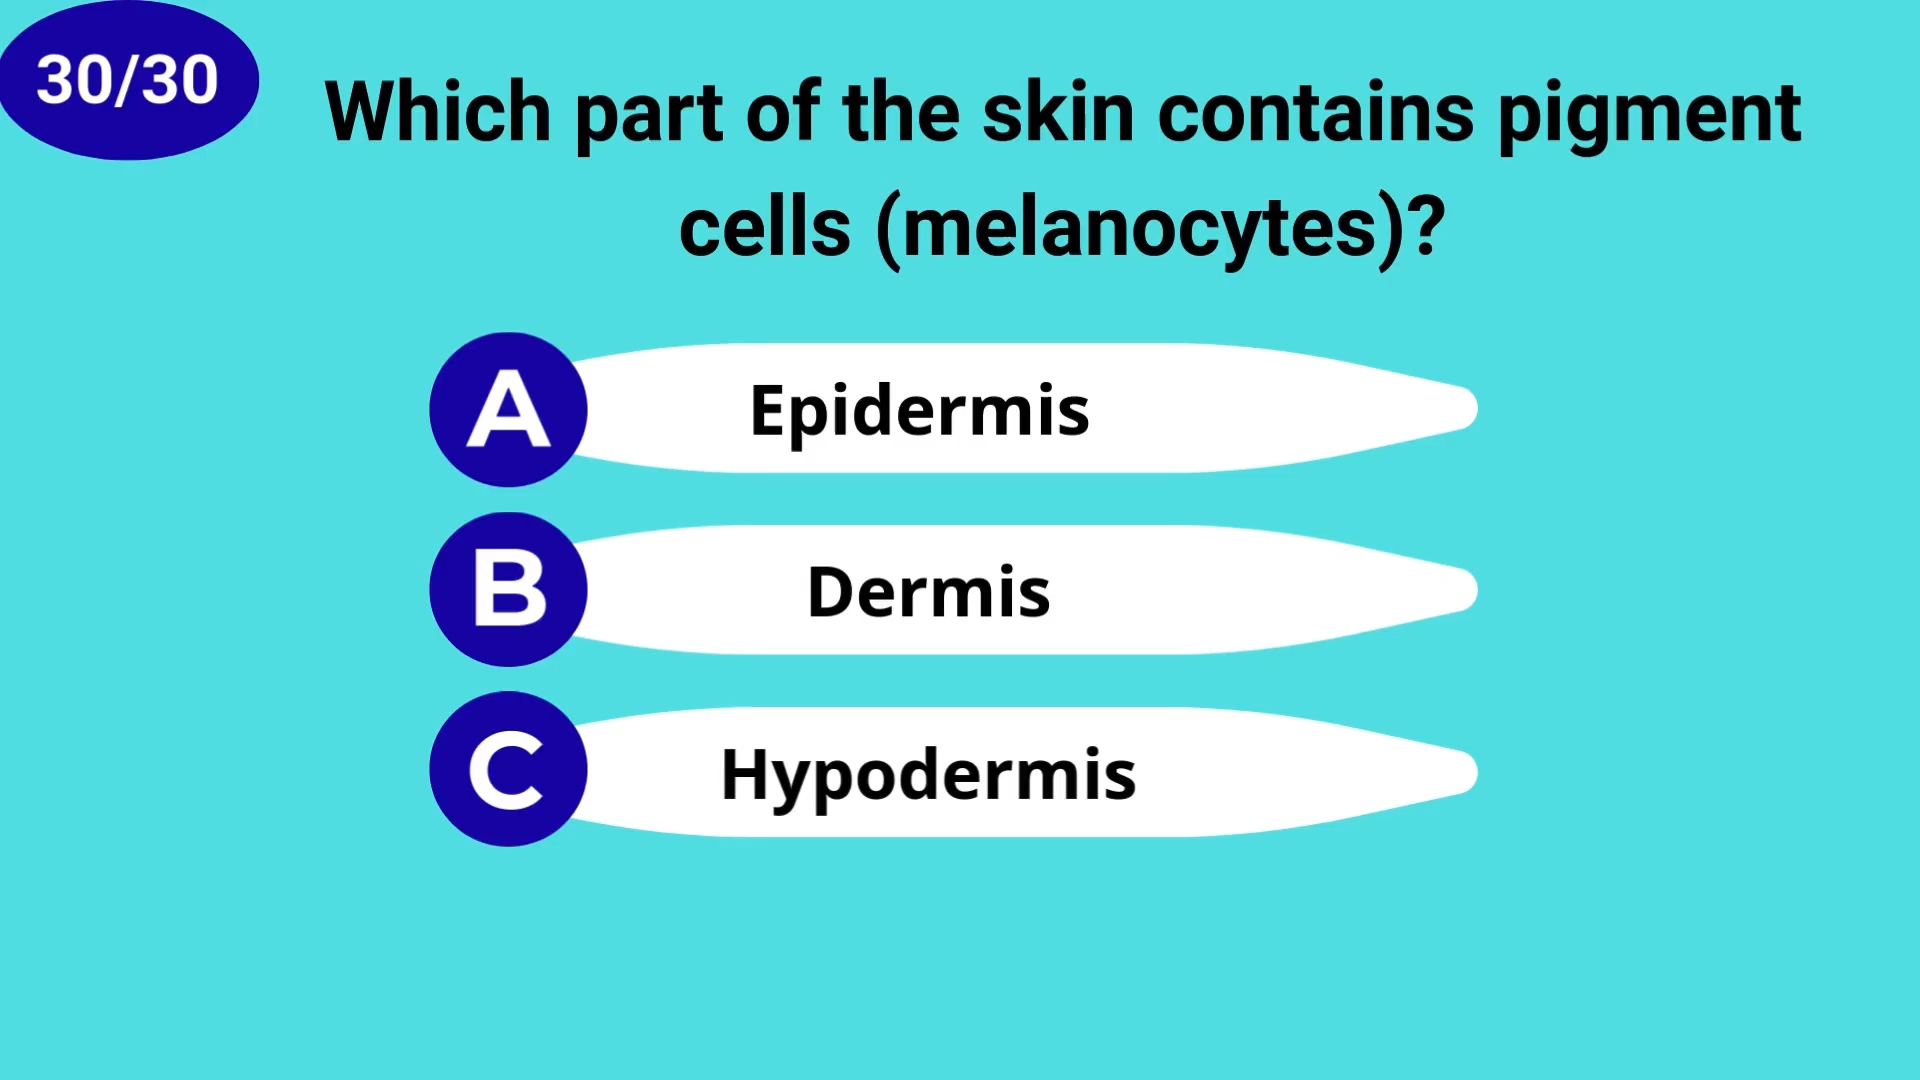 30/30
Which part of the skin contains pigment
cells (melanocytes)?
A Epidermis
B Dermis
C Hypodermis